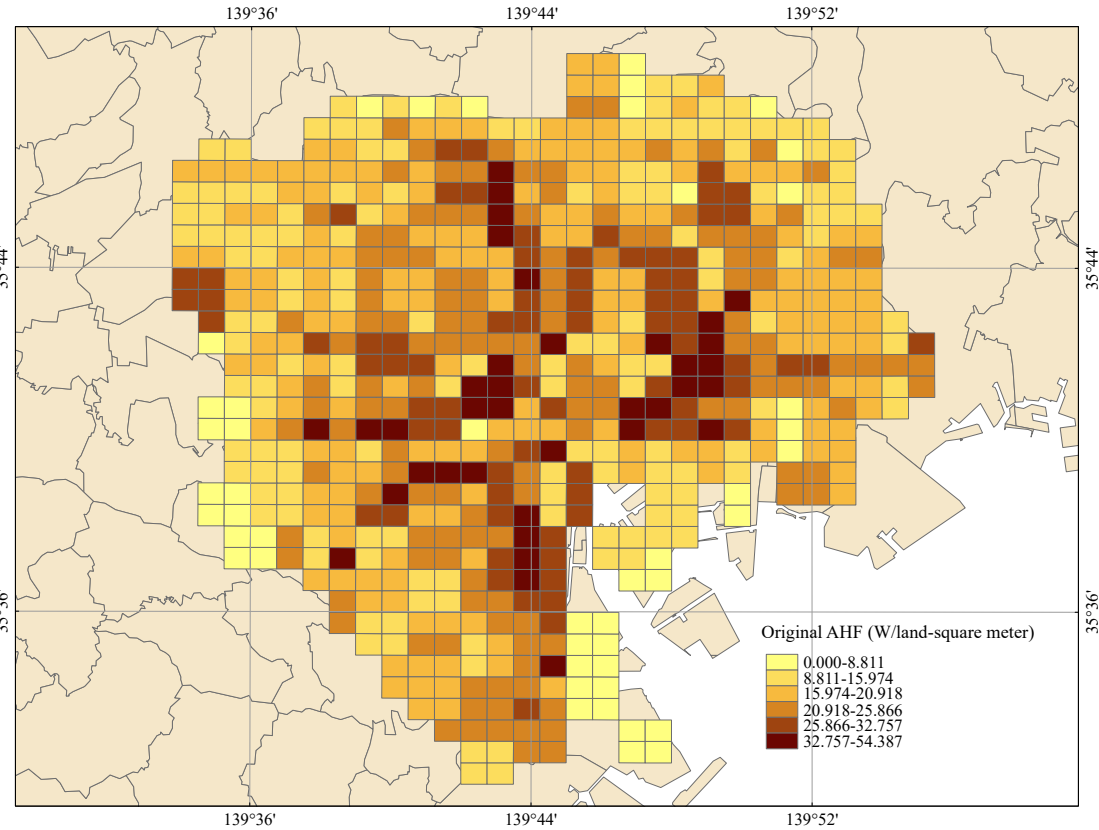 139°36' 139°44' 139°52'
35°44' 35°44'
35°36' 35°36'
Original AHF (W/land-square meter)
0.000-8.811
8.811-15.974
15.974-20.918
20.918-25.866
25.866-32.757
32.757-54.387
139°36' 139°44' 139°52'